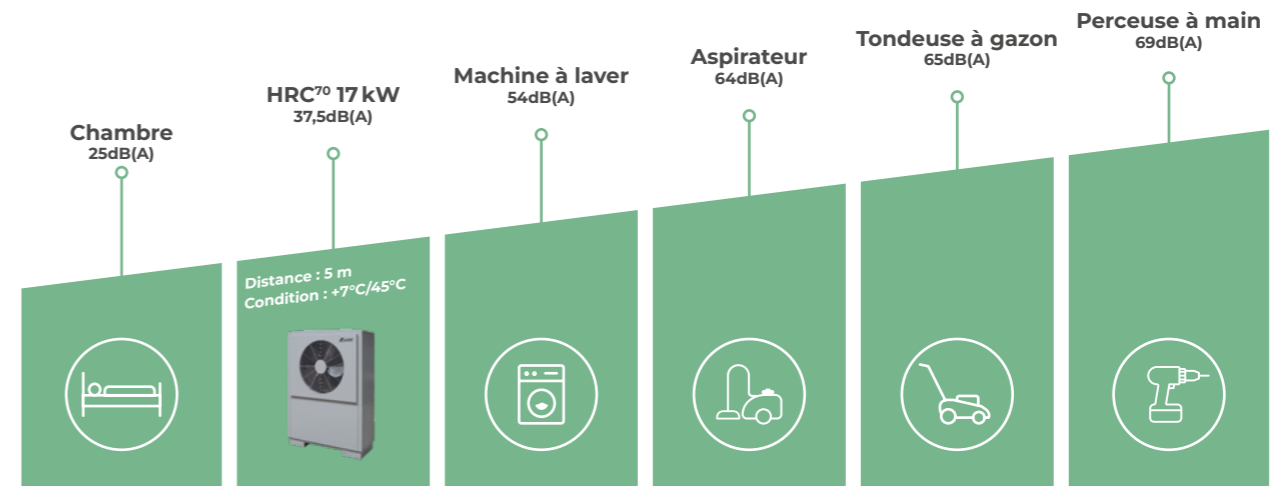 Chambre
25dB(A)
HRC⁷⁰ 17 kW
37,5dB(A)
Machine à laver
54dB(A)
Aspirateur
64dB(A)
Tondeuse à gazon
65dB(A)
Perceuse à main
69dB(A)
Distance : 5 m
Condition : +7°C/45°C